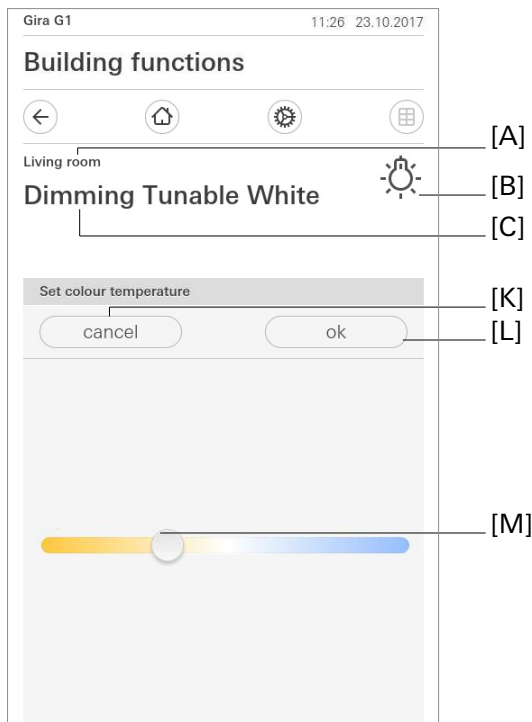 Gira G1 11:26 23.10.2017
Building functions
[A]
Living room
[B]
Dimming Tunable White
[C]
Set colour temperature
[K]
cancel ok
[L]
[M]